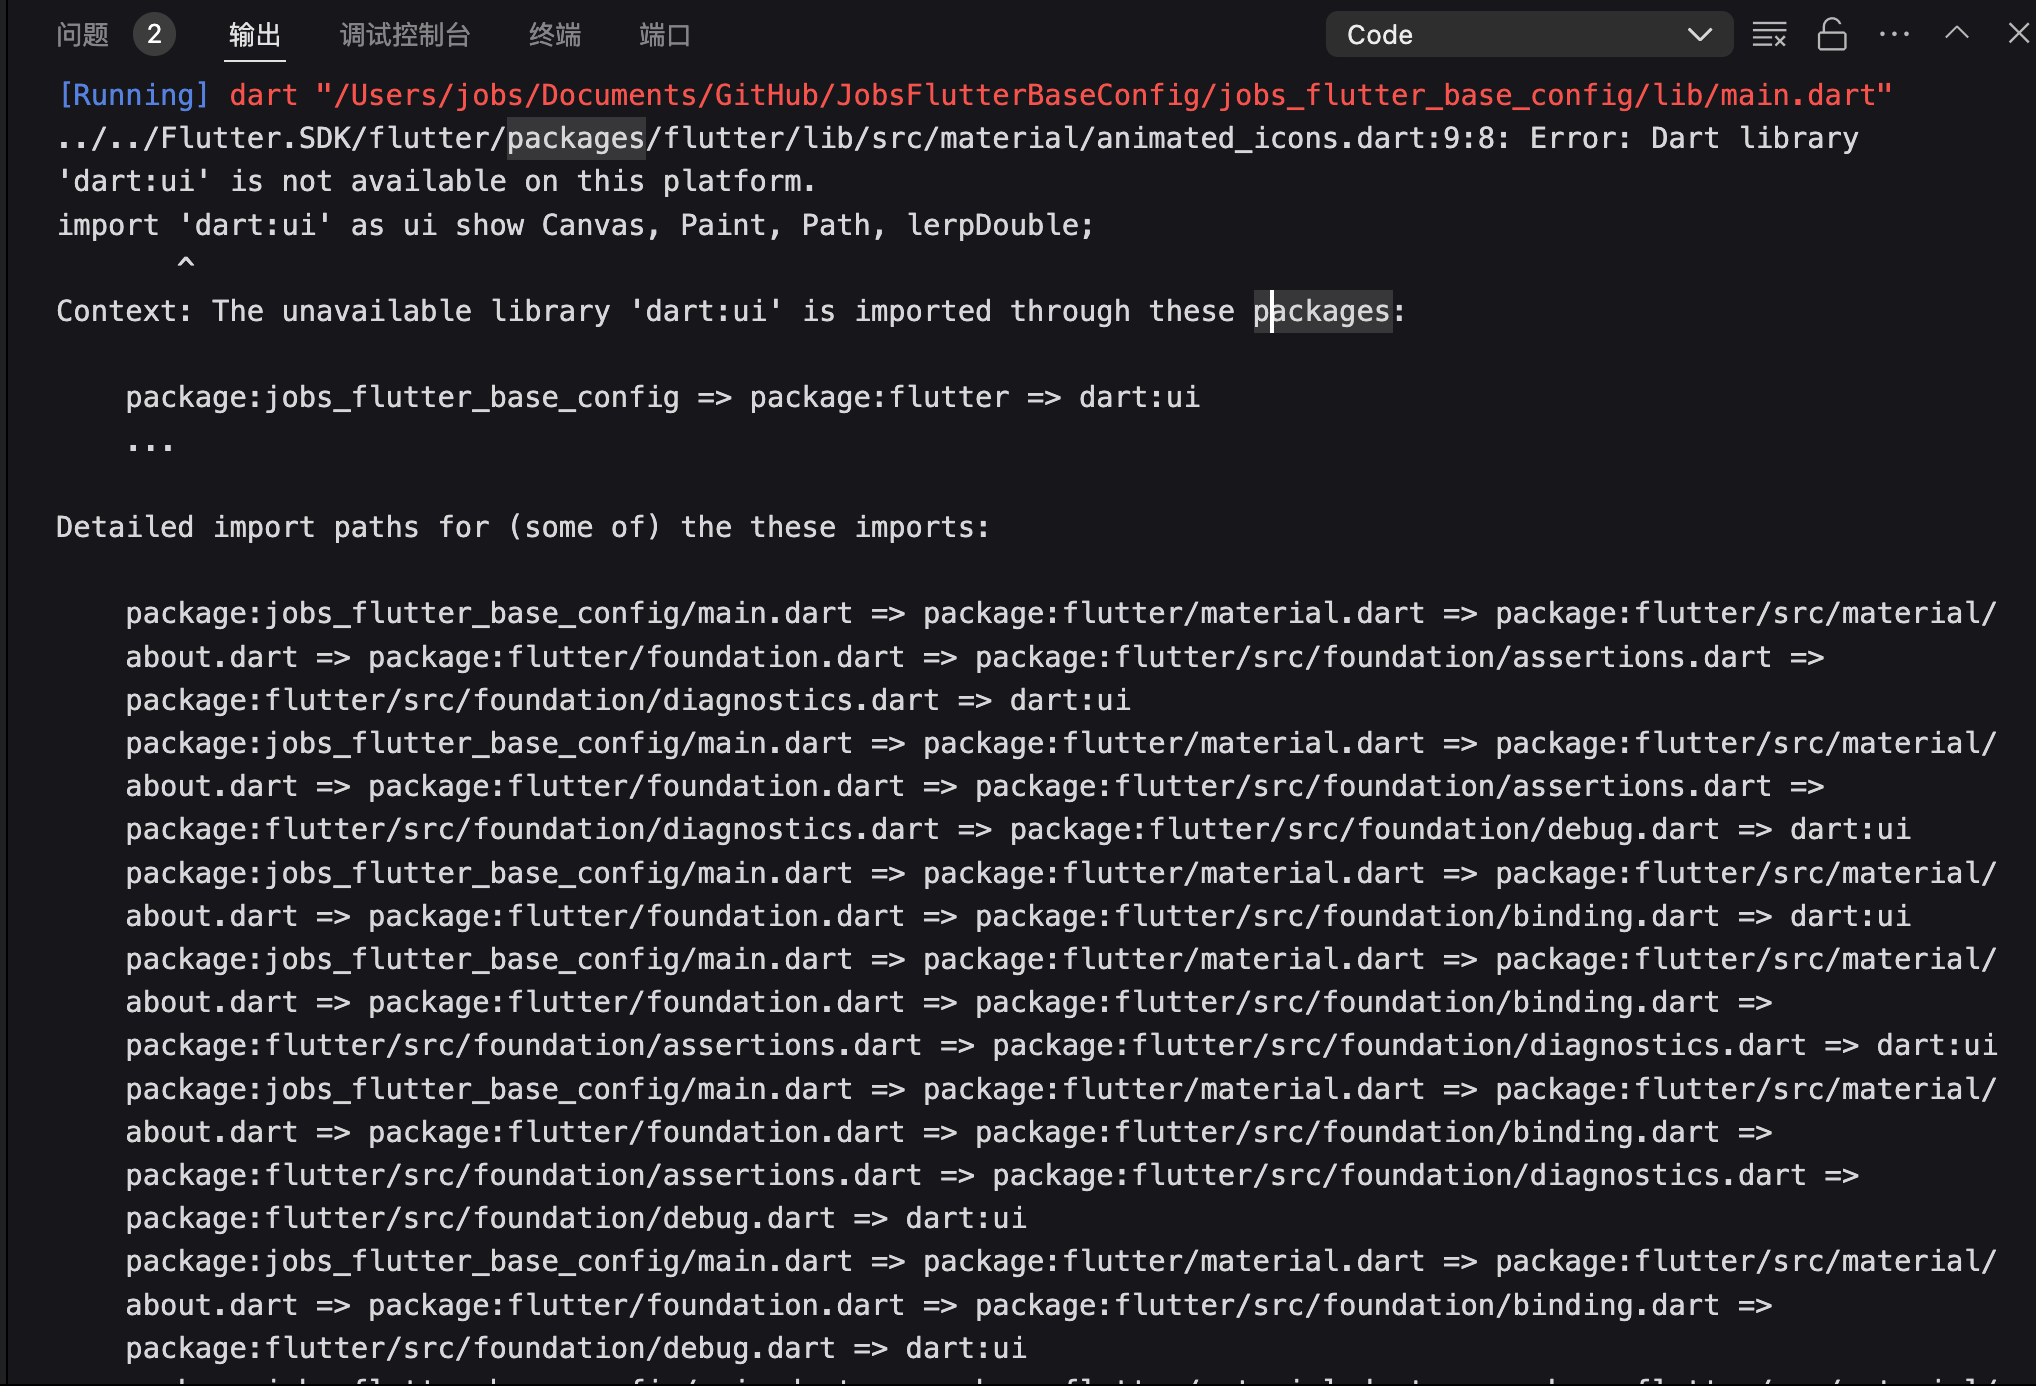 问题 2 输出 调试控制台 终端 端口 Code
[Running] dart "/Users/jobs/Documents/GitHub/JobsFlutterBaseConfig/jobs_flutter_base_config/lib/main.dart"
../../Flutter.SDK/flutter/packages/flutter/lib/src/material/animated_icons.dart:9:8: Error: Dart library
'dart:ui' is not available on this platform.
import 'dart:ui' as ui show Canvas, Paint, Path, lerpDouble;
^
Context: The unavailable library 'dart:ui' is imported through these packages:
package:jobs_flutter_base_config => package:flutter => dart:ui
...
Detailed import paths for (some of) the these imports:
package:jobs_flutter_base_config/main.dart => package:flutter/material.dart => package:flutter/src/material/
about.dart => package:flutter/foundation.dart => package:flutter/src/foundation/assertions.dart =>
package:flutter/src/foundation/diagnostics.dart => dart:ui
package:jobs_flutter_base_config/main.dart => package:flutter/material.dart => package:flutter/src/material/
about.dart => package:flutter/foundation.dart => package:flutter/src/foundation/assertions.dart =>
package:flutter/src/foundation/diagnostics.dart => package:flutter/src/foundation/debug.dart => dart:ui
package:jobs_flutter_base_config/main.dart => package:flutter/material.dart => package:flutter/src/material/
about.dart => package:flutter/foundation.dart => package:flutter/src/foundation/binding.dart => dart:ui
package:jobs_flutter_base_config/main.dart => package:flutter/material.dart => package:flutter/src/material/
about.dart => package:flutter/foundation.dart => package:flutter/src/foundation/binding.dart =>
package:flutter/src/foundation/assertions.dart => package:flutter/src/foundation/diagnostics.dart => dart:ui
package:jobs_flutter_base_config/main.dart => package:flutter/material.dart => package:flutter/src/material/
about.dart => package:flutter/foundation.dart => package:flutter/src/foundation/binding.dart =>
package:flutter/src/foundation/assertions.dart => package:flutter/src/foundation/diagnostics.dart =>
package:flutter/src/foundation/debug.dart => dart:ui
package:jobs_flutter_base_config/main.dart => package:flutter/material.dart => package:flutter/src/material/
about.dart => package:flutter/foundation.dart => package:flutter/src/foundation/binding.dart =>
package:flutter/src/foundation/debug.dart => dart:ui